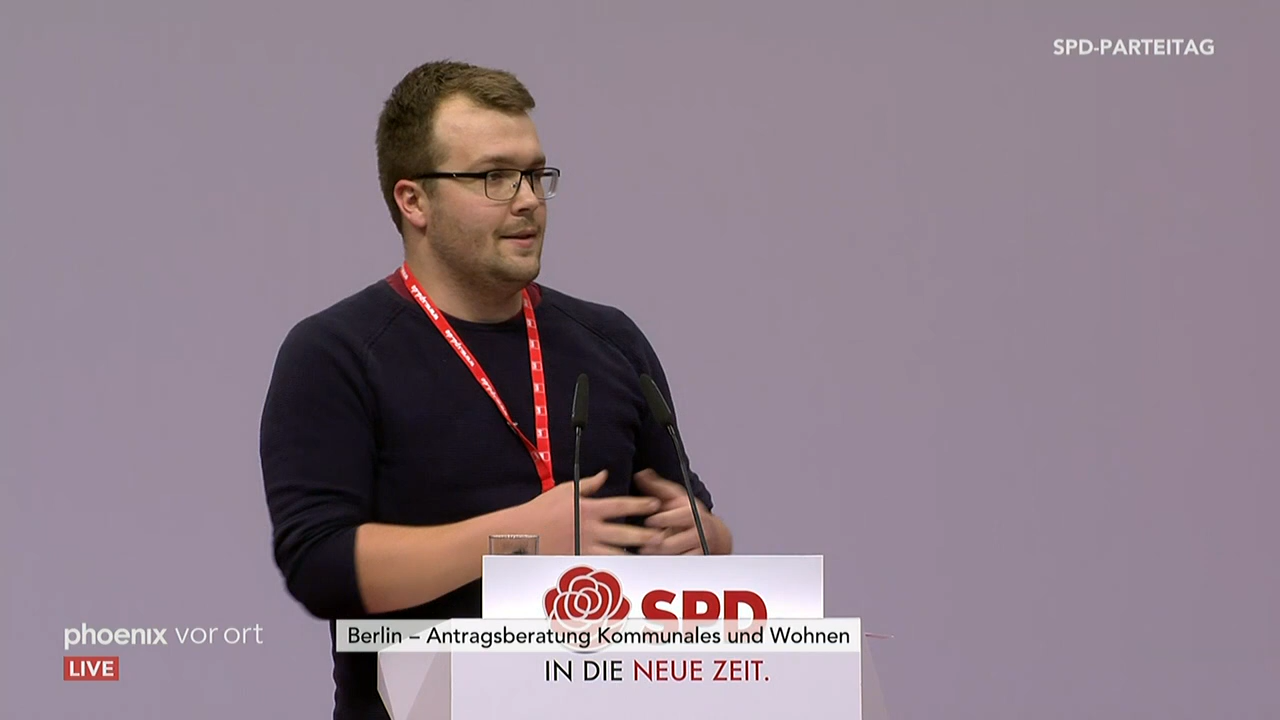 SPD-PARTEITAG
SPD
phoenix vor ort
Berlin – Antragsberatung Kommunales und Wohnen
LIVE
IN DIE NEUE ZEIT.